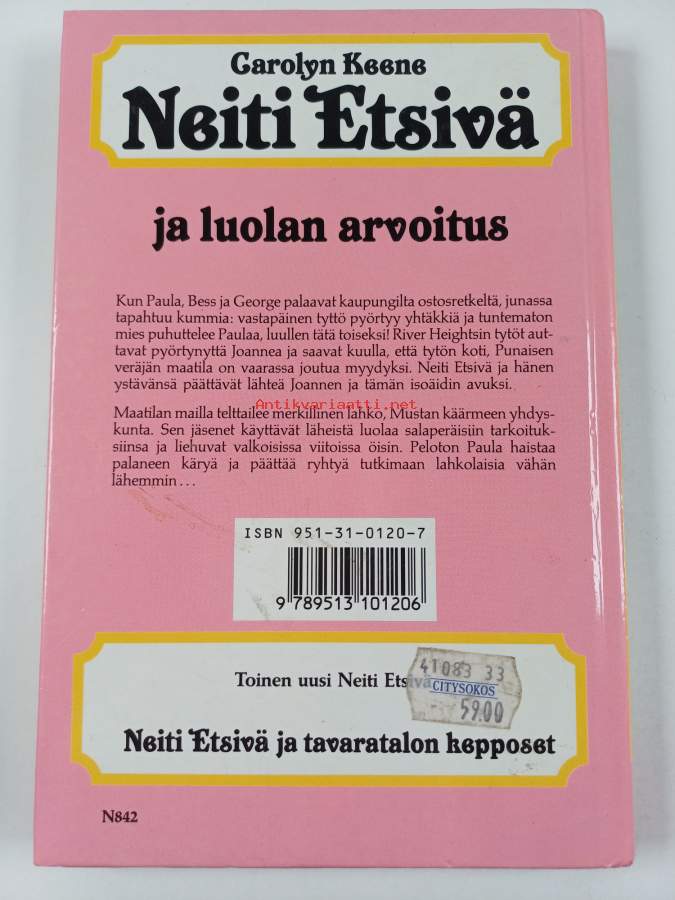 Carolyn Keene
Neiti Etsivä
ja luolan arvoitus
Kun Paula, Bess ja George palaavat kaupungilta ostosretkeltä, junassa
tapahtuu kummia: vastapäinen tyttö pyörtyy yhtäkkiä ja tuntematon
mies puhuttelee Paulaa, luullen tätä toiseksi! River Heightsin tytöt aut-
tavat pyörtynyttä Joannea ja saavat kuulla, että tytön koti, Punaisen
veräjän maatila on vaarassa joutua myydyksi. Neiti Etsivä ja hänen
ystävänsä päättävät lähteä Joannen ja tämän isoäidin avuksi.
Antikvariaatti.net
Maatilan mailla telttailee merkillinen lahko, Mustan käärmeen yhdys-
kunta. Sen jäsenet käyttävät läheistä luolaa salaperäisiin tarkoituk-
siinsa ja liehuvat valkoisissa viitoissa öisin. Peloton Paula haistaa
palaneen käryä ja päättää ryhtyä tutkimaan lahkolaisia vähän
lähemmin...
ISBN 951-31-0120-7
9 789513 101206
41083 33
Toinen uusi Neiti Etsivä
CITYSOKOS
59.00
Neiti Etsivä ja tavaratalon kepposet
N842